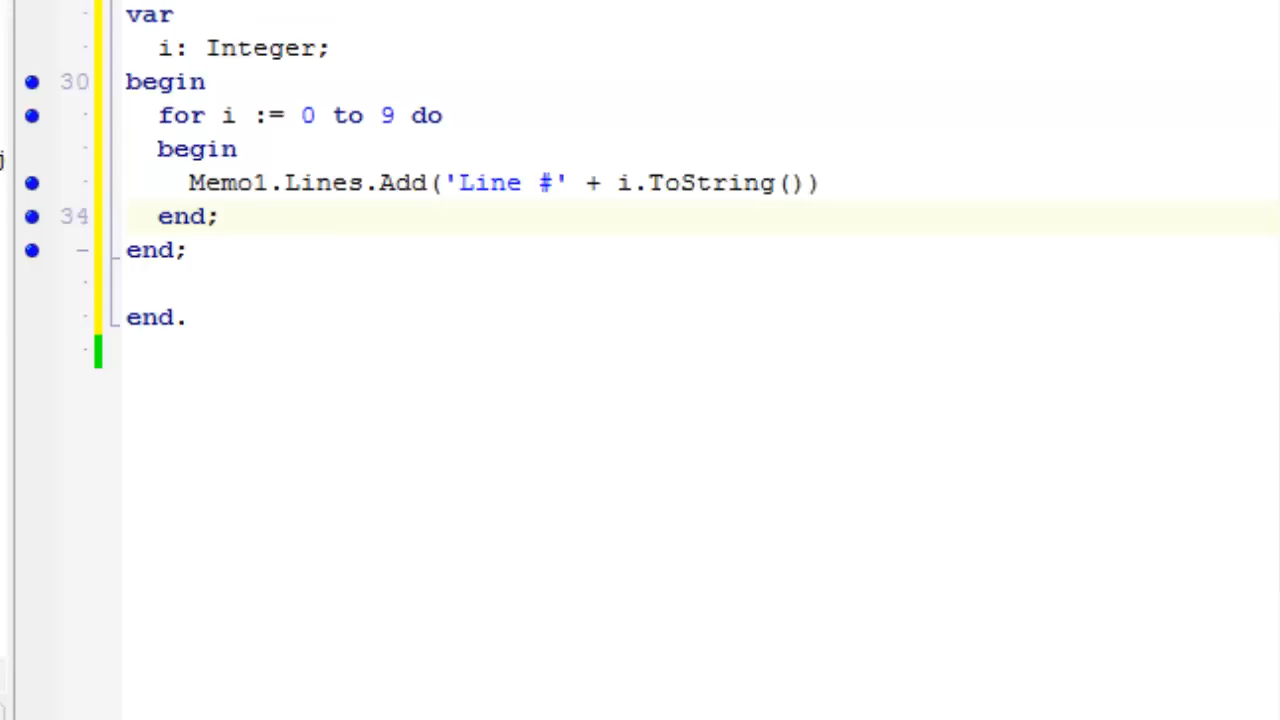 var
i: Integer;
30 begin
for i := 0 to 9 do
begin
Memo1.Lines.Add('Line #' + i.ToString())
34 end;
end;
end.